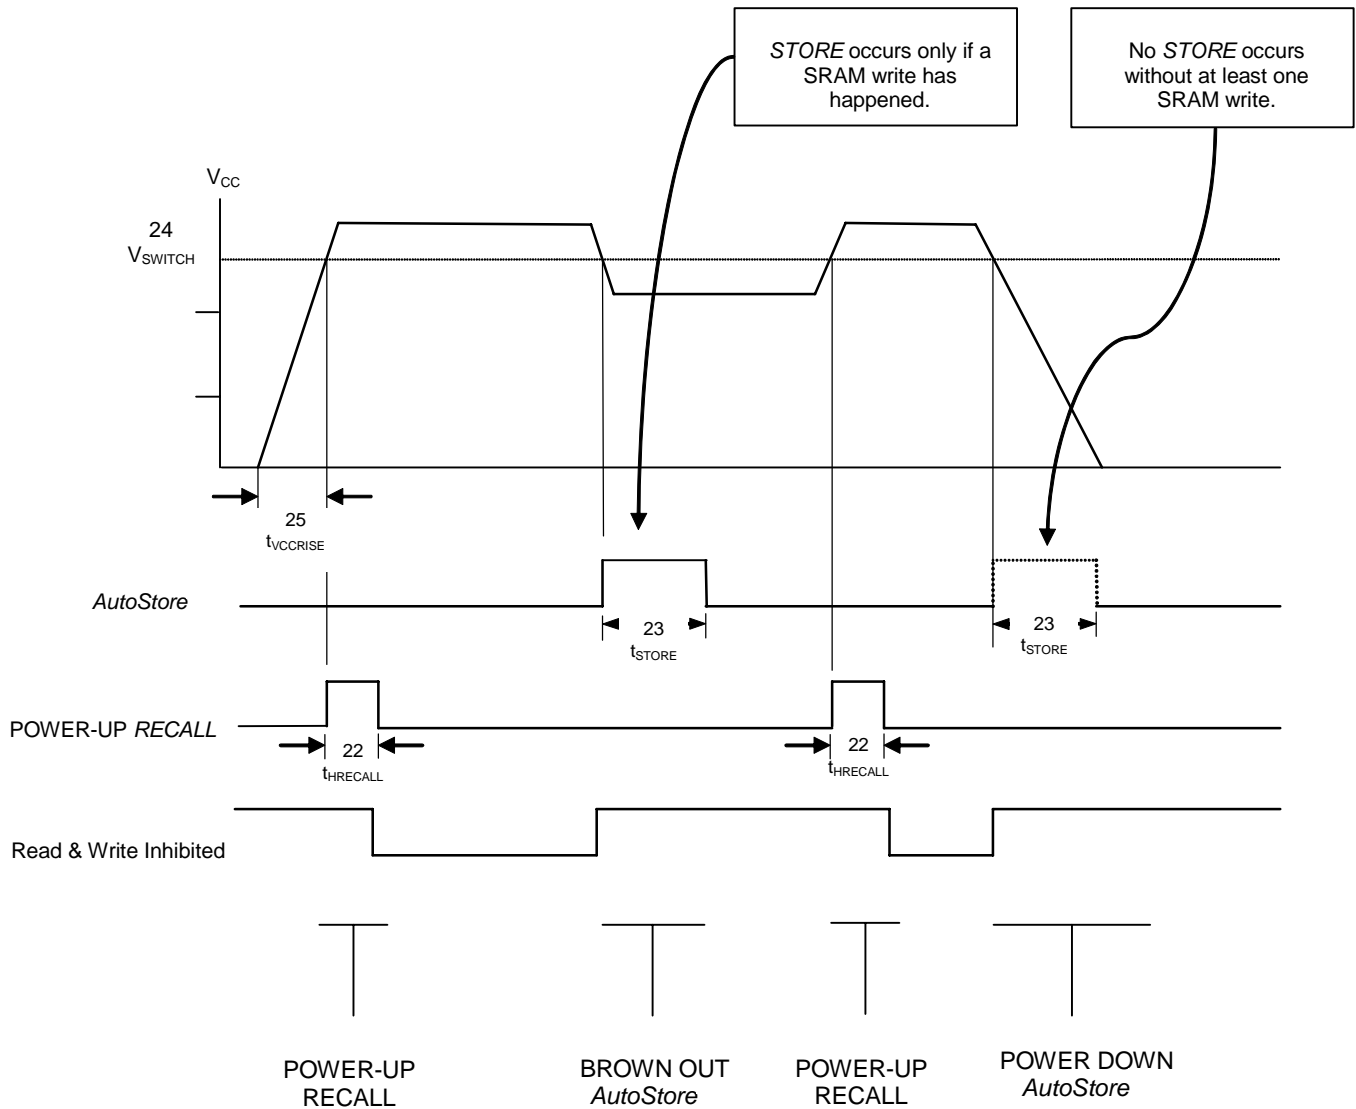 STORE occurs only if a
SRAM write has
happened.
No STORE occurs
without at least one
SRAM write.
VCC
24
VSWITCH
25
tVCCRISE
AutoStore
23
tSTORE
23
tSTORE
POWER-UP RECALL
22
tHRECALL
22
tHRECALL
Read & Write Inhibited
POWER-UP
RECALL
BROWN OUT
AutoStore
POWER-UP
RECALL
POWER DOWN
AutoStore